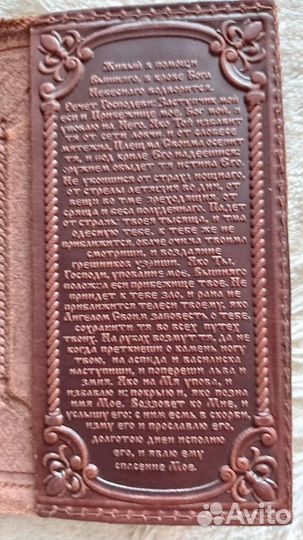 Живый в помощи
Вышняго, в крове Бога
Небеснаго водворится.
Речет Господеви: Заступник мой
еси и Прибежище мое, Бог мой, и
уповаю на Него. Яко Той избавит
тя от сети ловчи, и от словесе
мятежна. Плещма Своима осенит
тя, и под криле Его надеешися:
оружием обыдет тя истина Его.
Не убоишися от страха нощнаго,
от стрелы летящия во дни, от
вещи во тме преходящия, от
сряща и беса полуденнаго. Падет
от страны твоея тысяща, и тма
одесную тебе, к тебе же не
приближится, обаче очима твоима
смотриши, и воздаяние
грешников узриши. Яко Ты,
Господи, упование мое. Вышняго
положил еси прибежище твое. Не
приидет к тебе зло, и рана не
приближится телеси твоему, яко
Ангелом Своим заповесть о тебе,
сохранити тя во всех путех
твоих. На руках возмут тя, да не
когда преткнеши о камень ногу
твою, на аспида и василиска
наступиши, и попереши льва и
змия. Яко на Мя упова, и
избавлю и: покрыю и, яко позна
имя Мое. Воззовет ко Мне, и
услышу его: с ним есмь в скорби,
изму его и прославлю его,
долготою дней исполню
его, и явлю ему
спасение Мое.
Avito